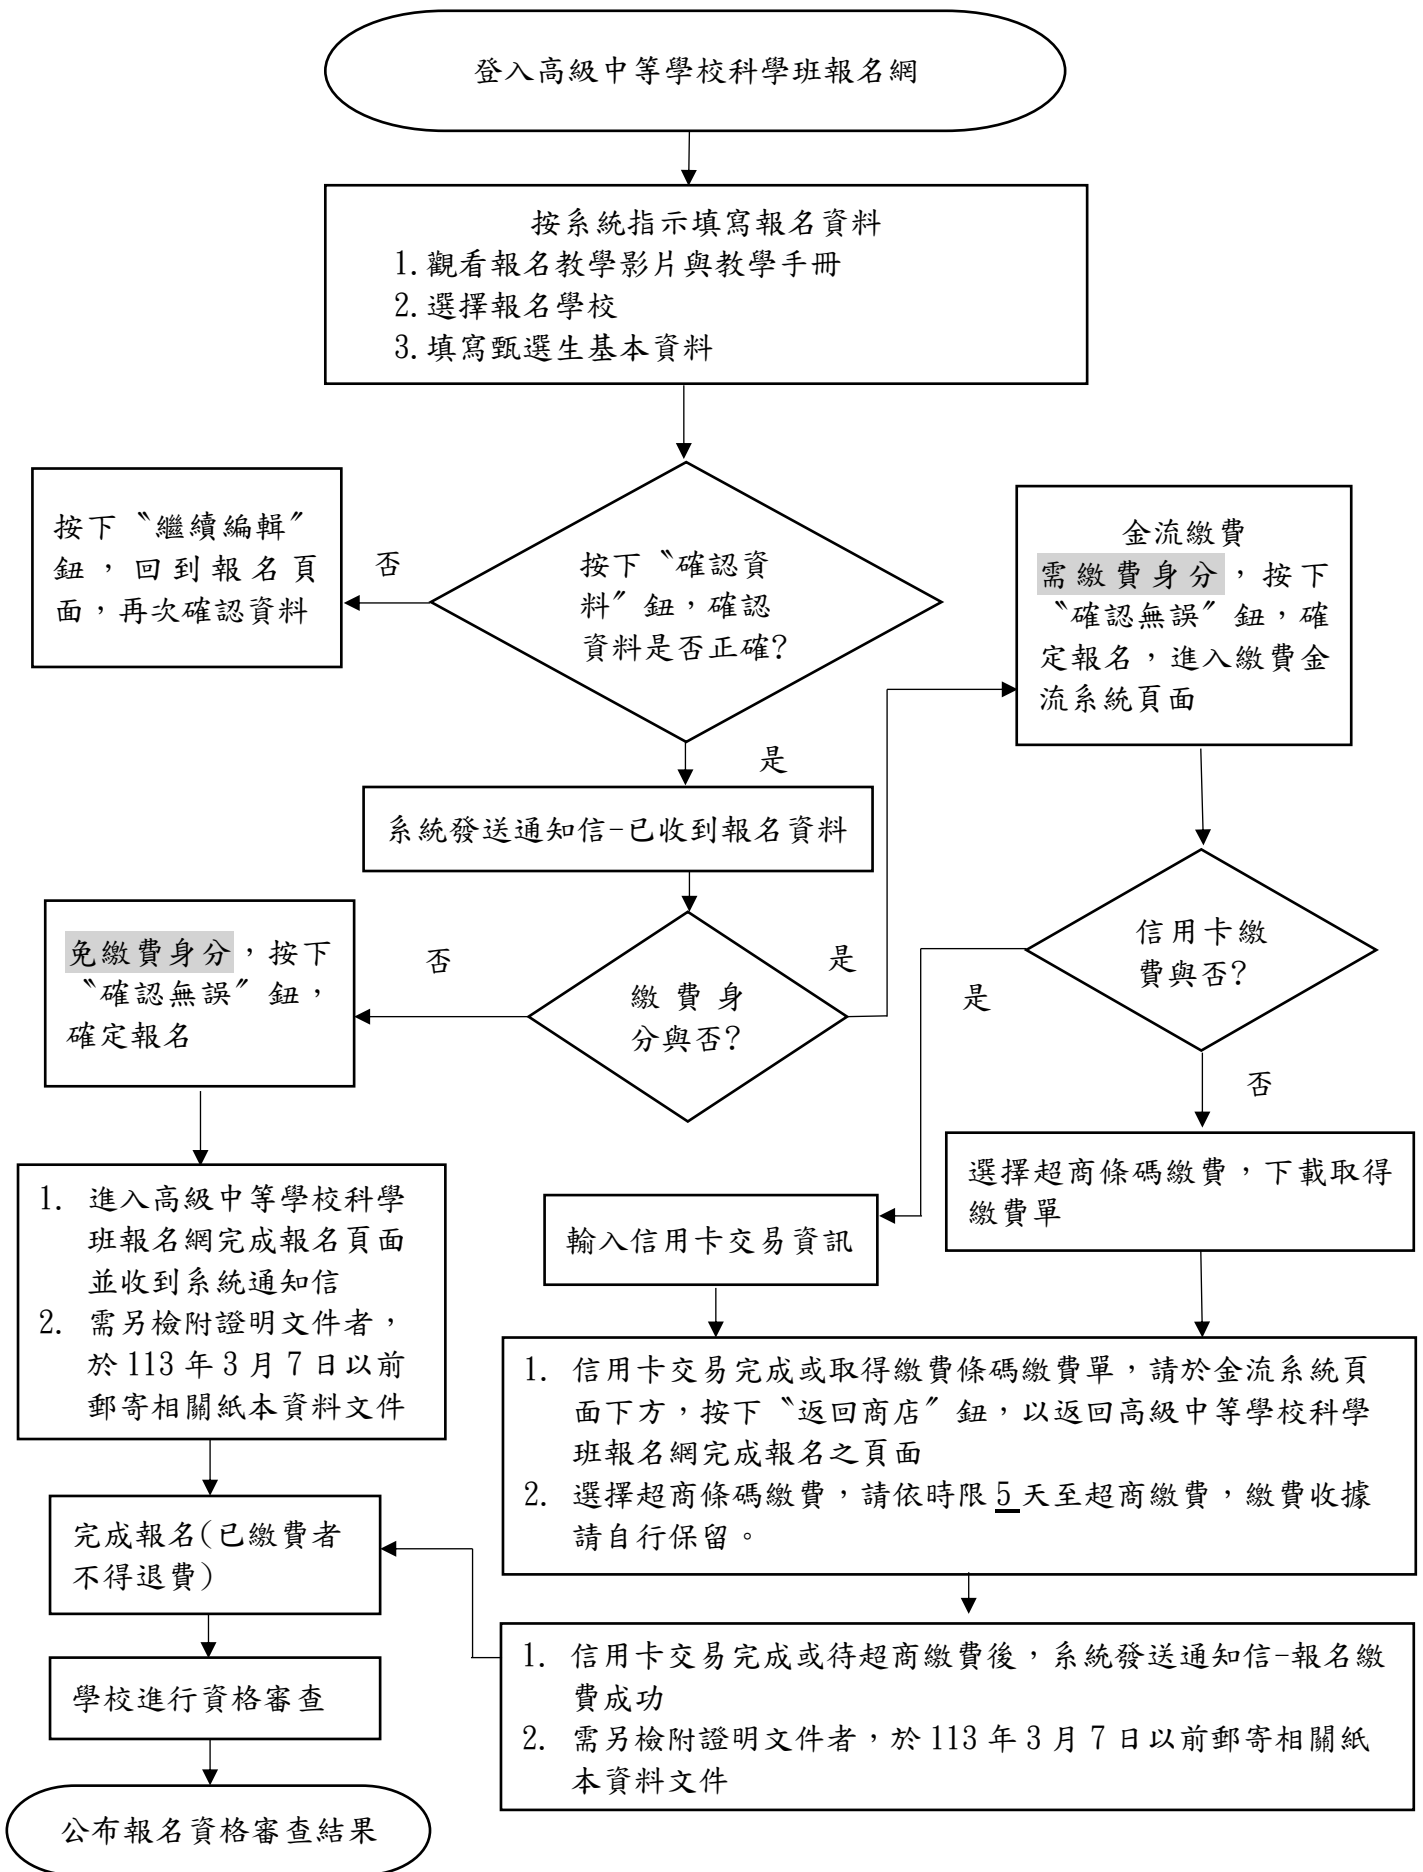 登入高級中等學校科學班報名網
按系統指示填寫報名資料
1.觀看報名教學影片與教學手冊
2.選擇報名學校
3.填寫甄選生基本資料
按下〝繼續編輯〞
鈕，回到報名頁
面，再次確認資料
否
按下〝確認資
料〞鈕，確認
資料是否正確?
是
金流繳費
需繳費身分，按下
〝確認無誤〞鈕，確
定報名，進入繳費金
流系統頁面
系統發送通知信-已收到報名資料
免繳費身分，按下
〝確認無誤〞鈕，
確定報名
否
繳費身
分與否?
是
信用卡繳
費與否?
是
否
選擇超商條碼繳費，下載取得
繳費單
輸入信用卡交易資訊
1. 進入高級中等學校科學
班報名網完成報名頁面
並收到系統通知信
2. 需另檢附證明文件者，
於113年3月7日以前
郵寄相關紙本資料文件
1. 信用卡交易完成或取得繳費條碼繳費單，請於金流系統頁
面下方，按下〝返回商店〞鈕，以返回高級中等學校科學
班報名網完成報名之頁面
2. 選擇超商條碼繳費，請依時限5天至超商繳費，繳費收據
請自行保留。
完成報名(已繳費者
不得退費)
1. 信用卡交易完成或待超商繳費後，系統發送通知信-報名繳
費成功
2. 需另檢附證明文件者，於113年3月7日以前郵寄相關紙
本資料文件
學校進行資格審查
公布報名資格審查結果